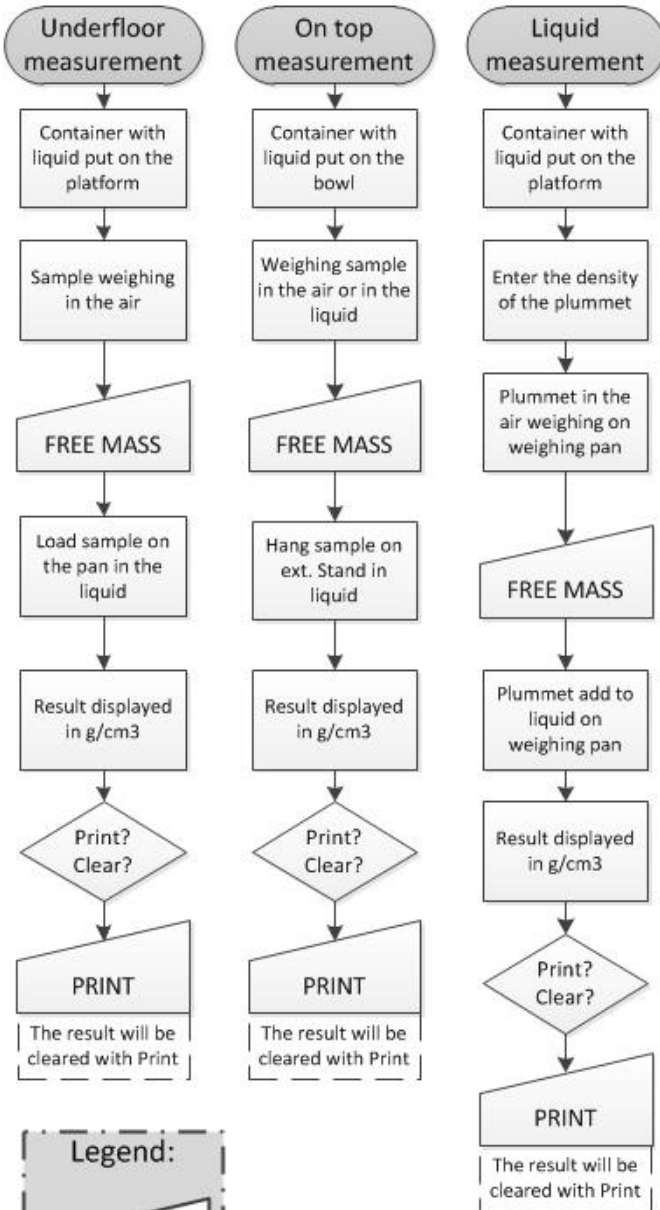 Underfloor
measurement
Container with
liquid put on the
platform
Sample weighing
in the air
FREE MASS
Load sample on
the pan in the
liquid
Result displayed
in g/cm3
Print?
Clear?
PRINT
The result will be
cleared with Print
On top
measurement
Container with
liquid put on the
bowl
Weighing sample
in the air or in the
liquid
FREE MASS
Hang sample on
ext. Stand in
liquid
Result displayed
in g/cm3
Print?
Clear?
PRINT
The result will be
cleared with Print
Liquid
measurement
Container with
liquid put on the
platform
Enter the density
of the plummet
Plummet in the
air weighing on
weighing pan
FREE MASS
Plummet add to
liquid on
weighing pan
Result displayed
in g/cm3
Print?
Clear?
PRINT
The result will be
cleared with Print
Legend: